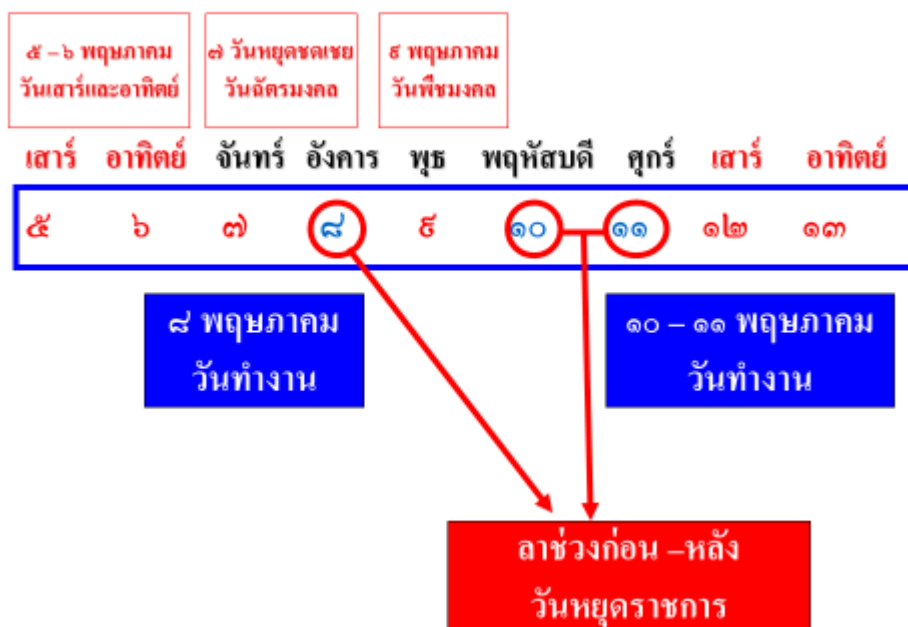 ๕ –๖ พฤษภาคม
วันเสาร์และอาทิตย์
๗ วันหยุดชดเชย
วันฉัตรมงคล
๙ พฤษภาคม
วันพืชมงคล
เสาร์ อาทิตย์ จันทร์ อังคาร พุธ พฤหัสบดี ศุกร์ เสาร์ อาทิตย์
๕ ๖ ๗ ๘ ๙ ๑๐ ๑๑ ๑๒ ๑๓
๘ พฤษภาคม
วันทำงาน
๑๐ – ๑๑ พฤษภาคม
วันทำงาน
ลาช่วงก่อน –หลัง
วันหยุดราชการ